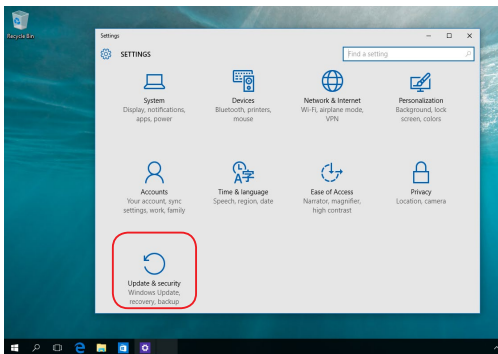 Recycle Bin
Settings
SETTINGS
Find a setting
System
Display, notifications,
apps, power
Devices
Bluetooth, printers,
mouse
Network & Internet
Wi-Fi, airplane mode,
VPN
Personalization
Background, lock
screen, colors
Accounts
Your account, sync
settings, work, family
Time & language
Speech, region, date
Ease of Access
Narrator, magnifier,
high contrast
Privacy
Location, camera
Update & security
Windows Update,
recovery, backup